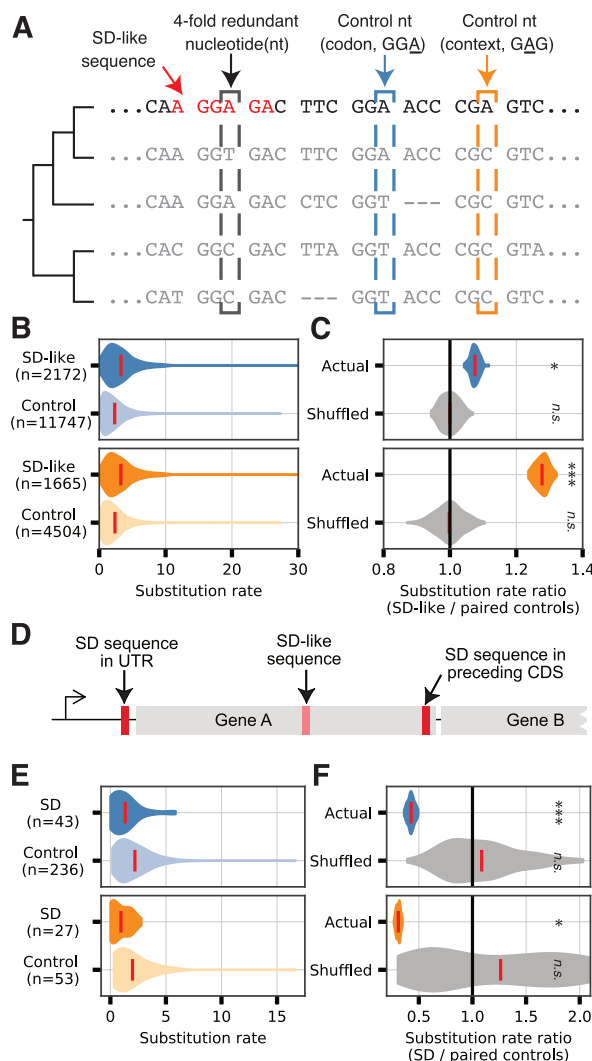 A
SD-like
sequence
4-fold redundant
nucleotide(nt)
Control nt
(codon, GGA)
Control nt
(context, GAG)
...CAA GGA GAC TTC GGA ACC CGA GTC...
...CAA GGT GAC TTC GGA ACC CGC GTC...
...CAA GGA GAC CTC GGT --- CGC GTC...
...CAC GGC GAC TTA GGT ACC CGC GTA...
...CAT GGC GAC --- GGT ACC CGC GTC...
B
SD-like
(n=2172)
Control
(n=11747)
SD-like
(n=1665)
Control
(n=4504)
0 10 20 30
Substitution rate
C
Actual
*
Shuffled
n.s.
Actual
***
Shuffled
n.s.
0.8 1.0 1.2 1.4
Substitution rate ratio
(SD-like / paired controls)
D
SD sequence
in UTR
SD-like
sequence
SD sequence in
preceding CDS
Gene A
Gene B
E
SD
(n=43)
Control
(n=236)
SD
(n=27)
Control
(n=53)
0 5 10 15
Substitution rate
F
Actual
***
Shuffled
n.s.
Actual
*
Shuffled
n.s.
0.5 1.0 1.5 2.0
Substitution rate ratio
(SD / paired controls)